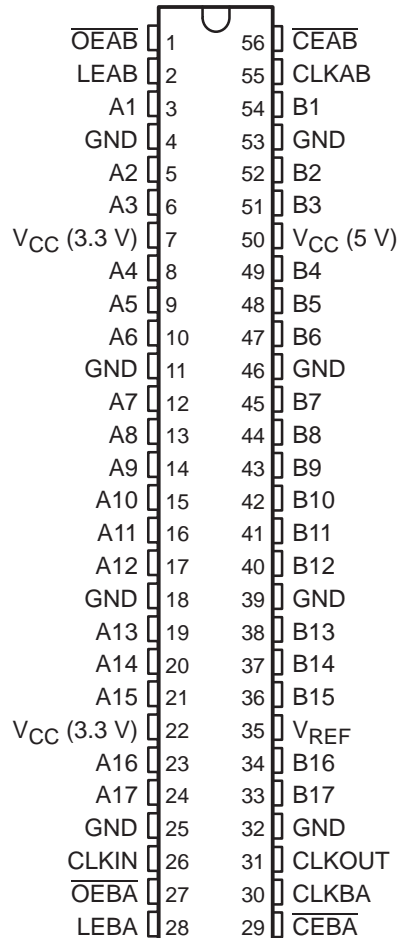 OEAB 1 56 CEAB
LEAB 2 55 CLKAB
A1 3 54 B1
GND 4 53 GND
A2 5 52 B2
A3 6 51 B3
VCC (3.3 V) 7 50 VCC (5 V)
A4 8 49 B4
A5 9 48 B5
A6 10 47 B6
GND 11 46 GND
A7 12 45 B7
A8 13 44 B8
A9 14 43 B9
A10 15 42 B10
A11 16 41 B11
A12 17 40 B12
GND 18 39 GND
A13 19 38 B13
A14 20 37 B14
A15 21 36 B15
VCC (3.3 V) 22 35 VREF
A16 23 34 B16
A17 24 33 B17
GND 25 32 GND
CLKIN 26 31 CLKOUT
OEBA 27 30 CLKBA
LEBA 28 29 CEBA